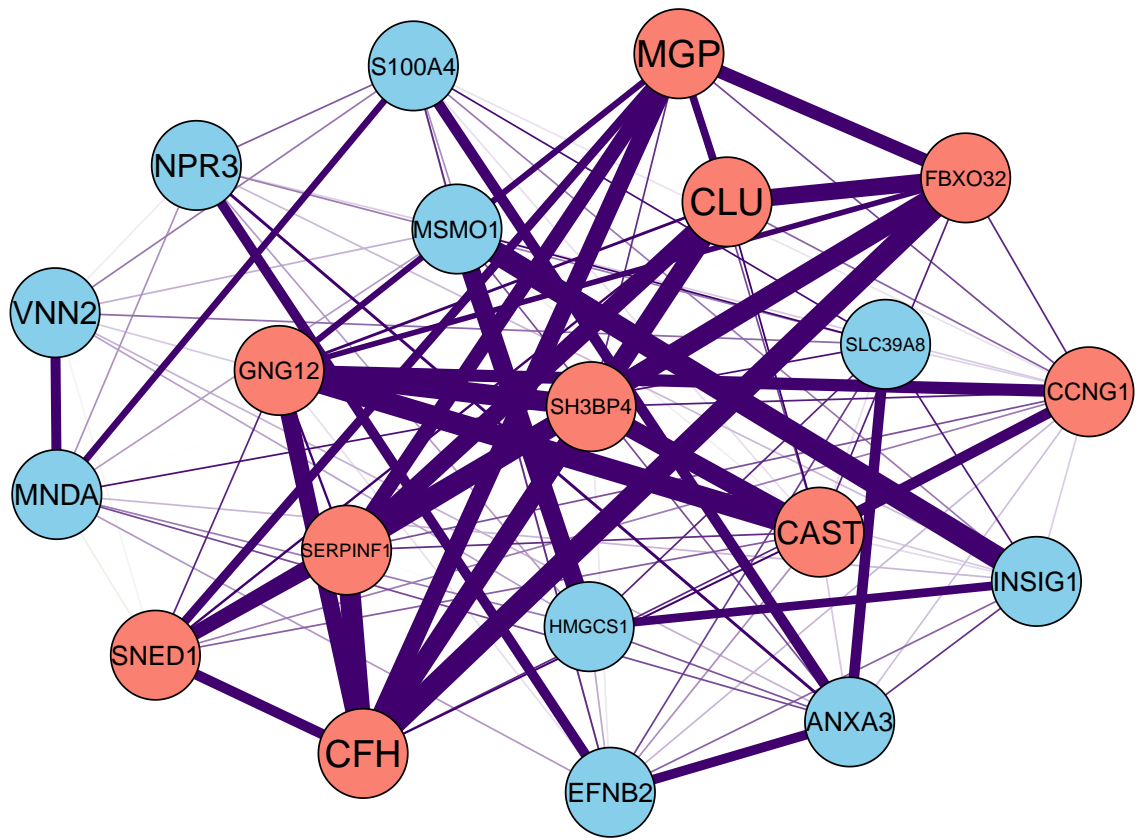 MGP
S100A4
NPR3
FBXO32
CLU
MSMO1
VNN2
SLC39A8
GNG12
CCNG1
SH3BP4
MNDA
CAST
SERPINF1
INSIG1
HMGCS1
SNED1
ANXA3
CFH
EFNB2